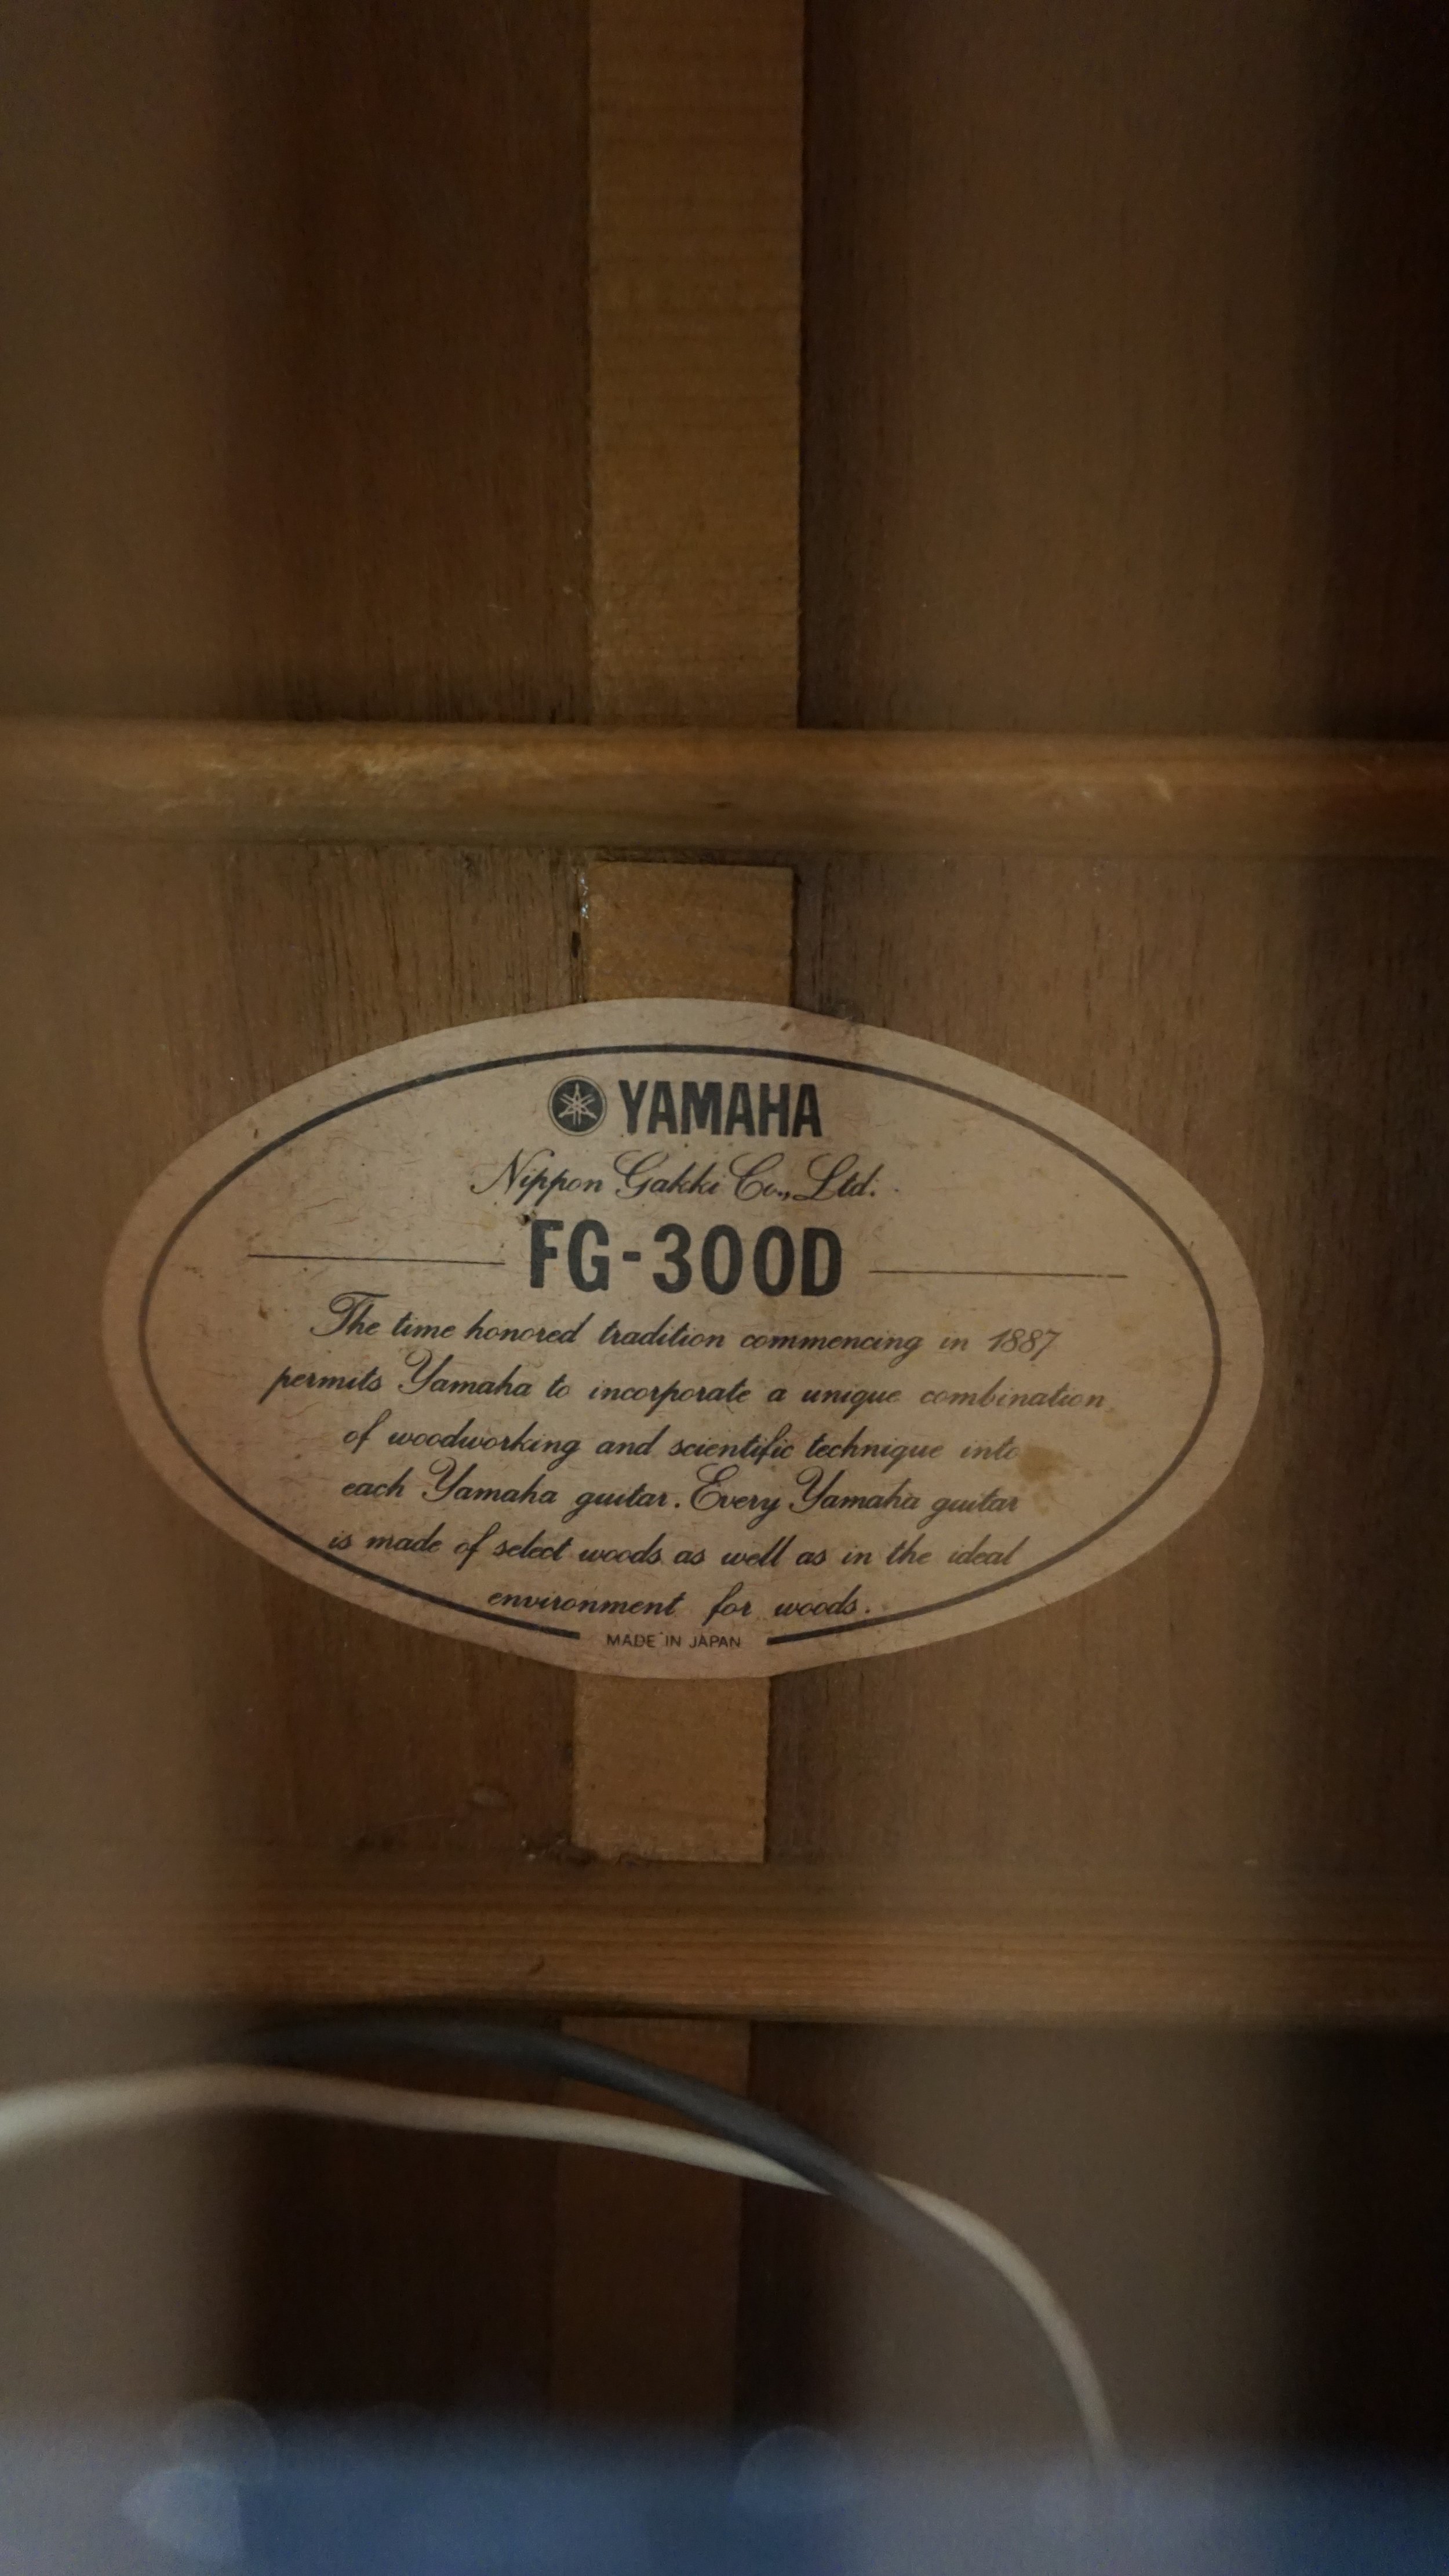 YAMAHA
Nippon Gakki Co., Ltd.
FG-300D
The time honored tradition commencing in 1887
permits Yamaha to incorporate a unique combination
of woodworking and scientific technique into
each Yamaha guitar. Every Yamaha guitar
is made of select woods as well as in the ideal
environment for woods.
MADE IN JAPAN